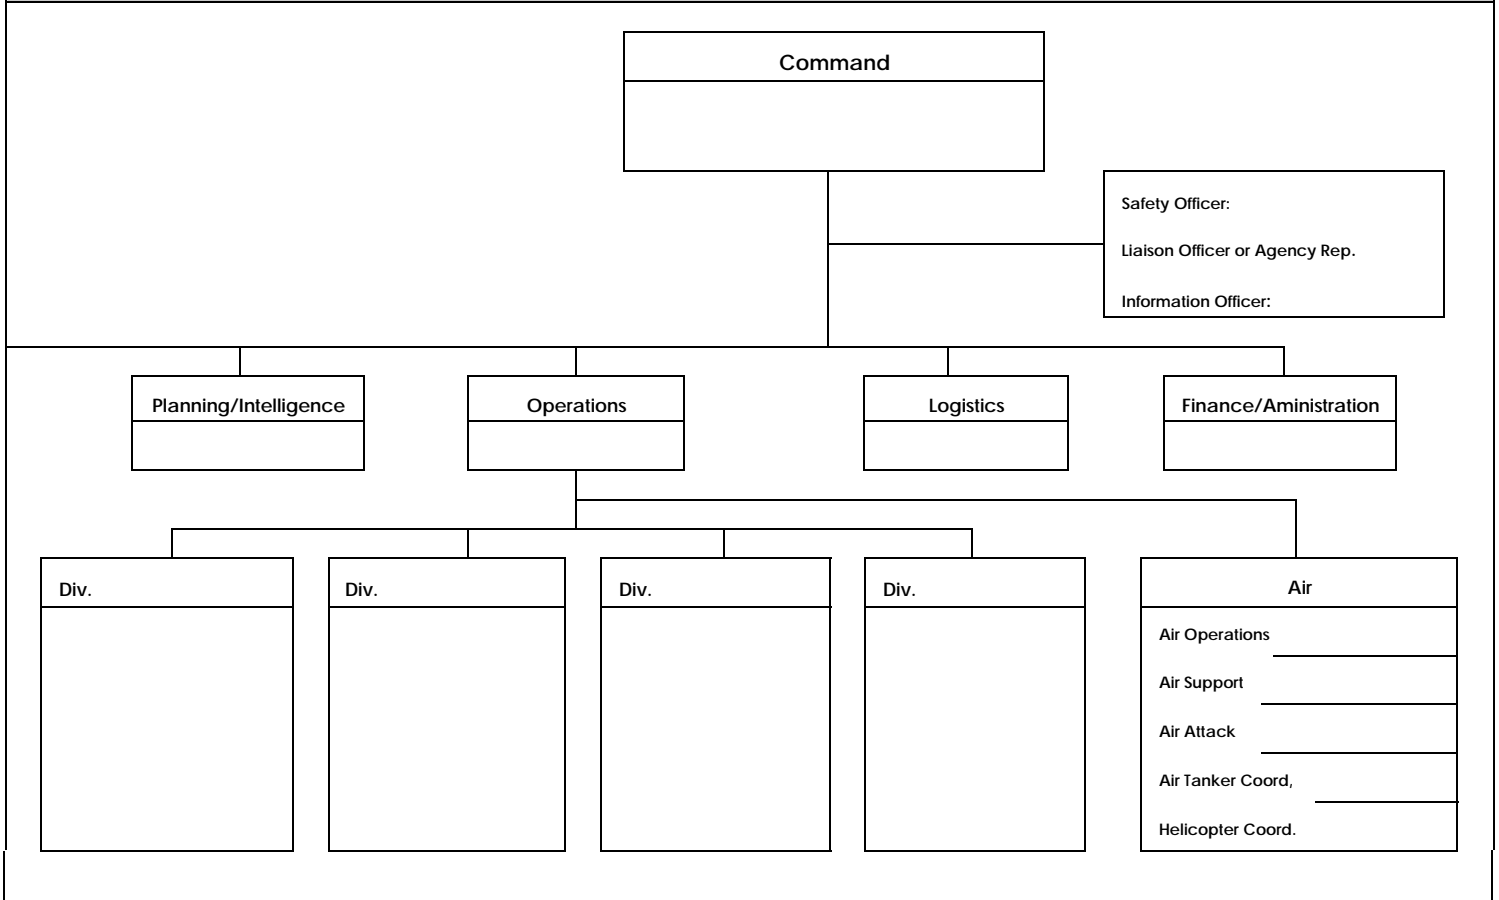 Command
Safety Officer:
Liaison Officer or Agency Rep.
Information Officer:
Planning/Intelligence
Operations
Logistics
Finance/Aministration
Div.
Div.
Div.
Div.
Air
Air Operations
Air Support
Air Attack
Air Tanker Coord,
Helicopter Coord.